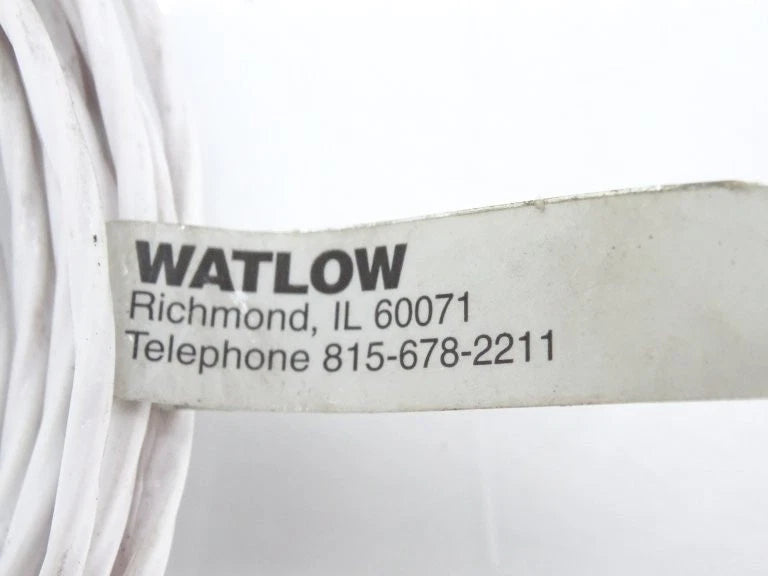 WATLOW
Richmond, IL 60071
Telephone 815-678-2211